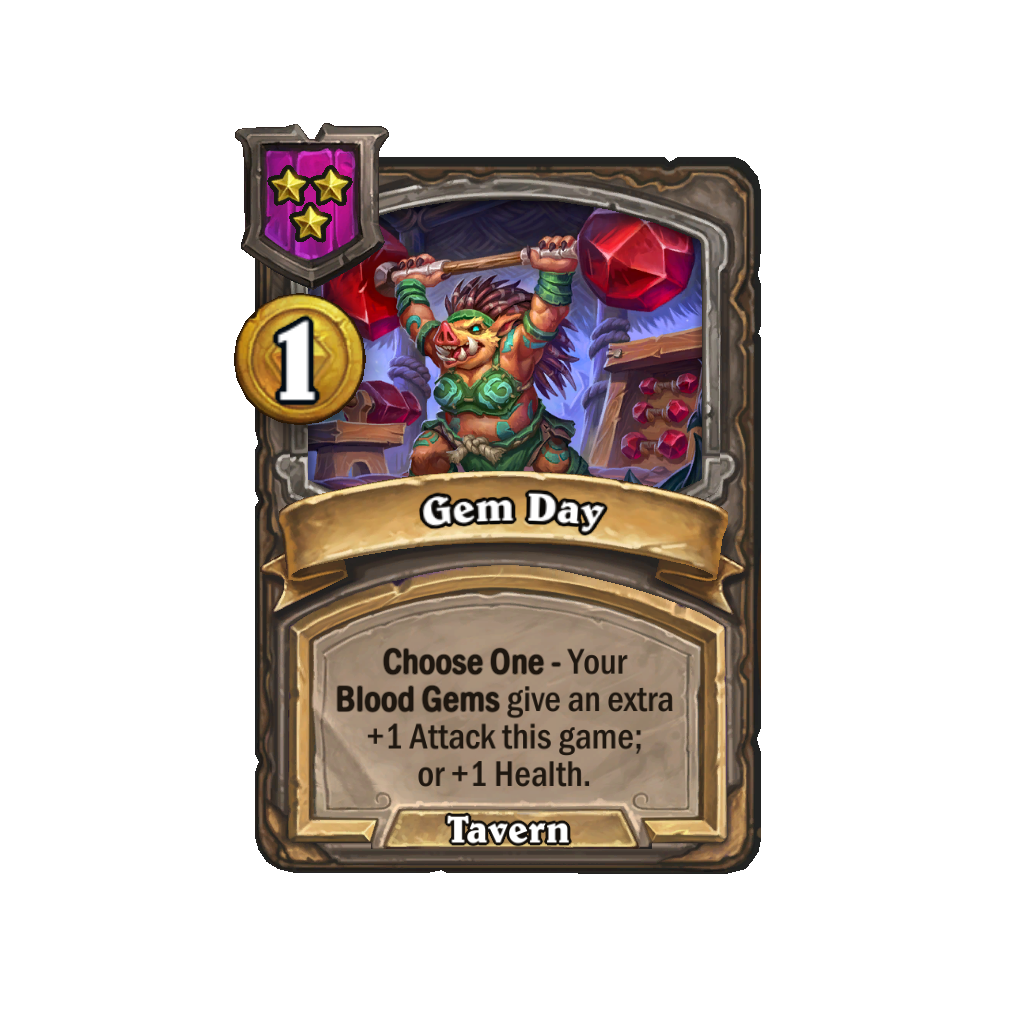 1
Gem Day
Choose One - Your
Blood Gems give an extra
+1 Attack this game;
or +1 Health.
Tavern